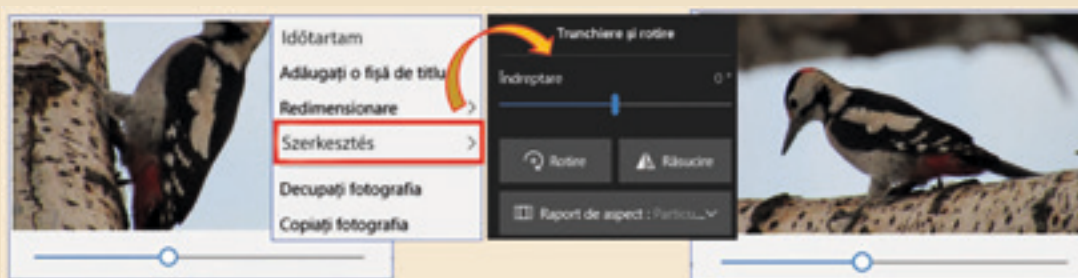 Időtartam
Adăugați o fișă de titlu
Redimensionare
Szerkesztés
Decupați fotografia
Copiați fotografia
Trunchiere și rotire
Îndreptare 0 °
Rotire Răsucire
Raport de aspect : Particu...